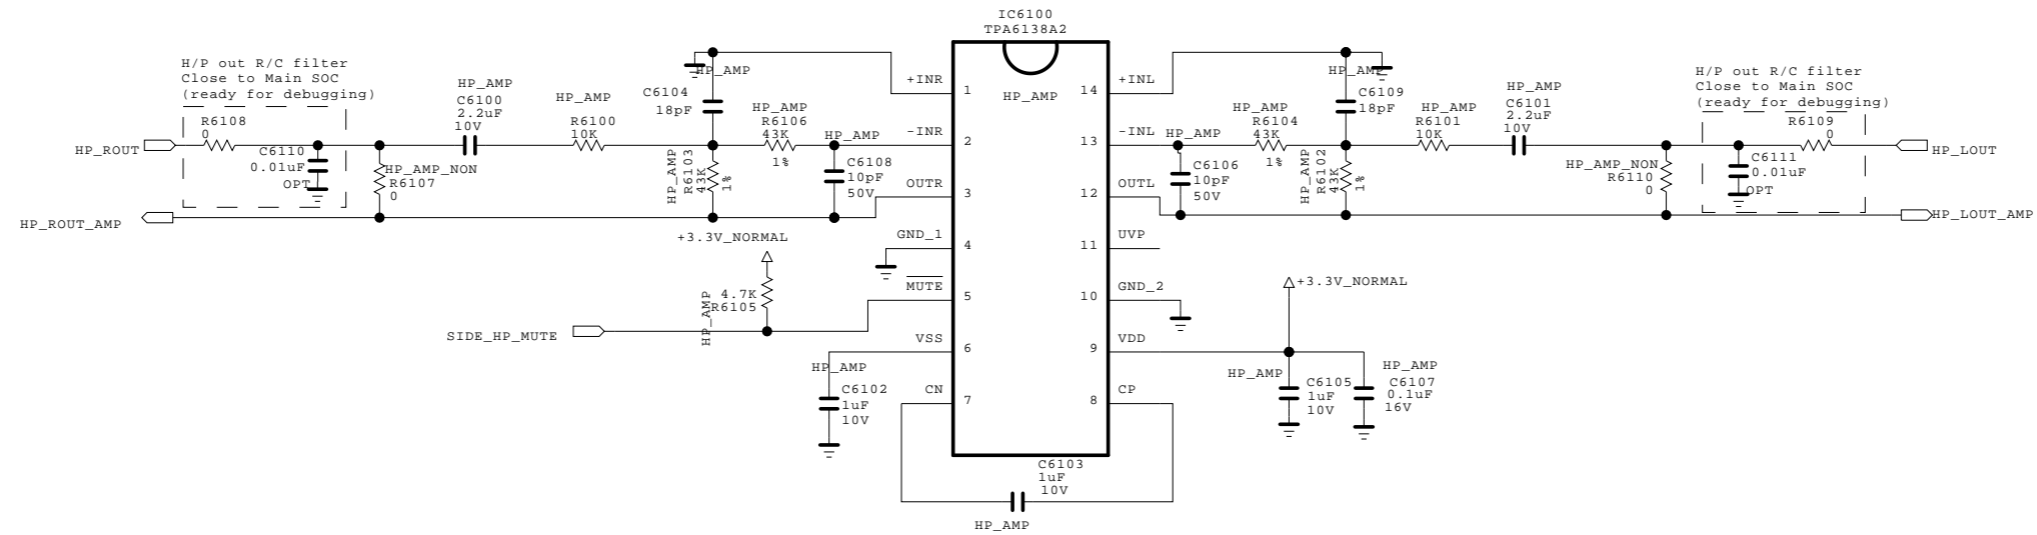 IC6100
TPA6138A2
H/P out R/C filter
Close to Main SOC
(ready for debugging)
R6108
0
HP_ROUT
C6110
0.01uF
OPT
HP_AMP_NON
R6107
0
HP_ROUT_AMP
HP_AMP
C6100
2.2uF
10V
HP_AMP
R6100
10K
HP_AMP
C6104
18pF
HP_AMP
R6103
43K
1%
HP_AMP
R6106
43K
1%
HP_AMP
C6108
10pF
50V
+3.3V_NORMAL
4.7K
R6105
HP_AMP
SIDE_HP_MUTE
HP_AMP
C6102
1uF
10V
+INR
1
-INR
2
OUTR
3
GND_1
4
MUTE
5
VSS
6
CN
7
HP_AMP
14
+INL
13
-INL
12
OUTL
11
UVP
10
GND_2
9
VDD
8
CP
C6103
1uF
10V
HP_AMP
HP_AMP
C6106
10pF
50V
HP_AMP
R6104
43K
1%
HP_AMP
C6109
18pF
HP_AMP
R6102
43K
1%
HP_AMP
R6101
10K
HP_AMP
C6101
2.2uF
10V
HP_AMP_NON
R6110
0
H/P out R/C filter
Close to Main SOC
(ready for debugging)
R6109
0
C6111
0.01uF
OPT
HP_LOUT
HP_LOUT_AMP
+3.3V_NORMAL
HP_AMP
C6105
1uF
10V
HP_AMP
C6107
0.1uF
16V